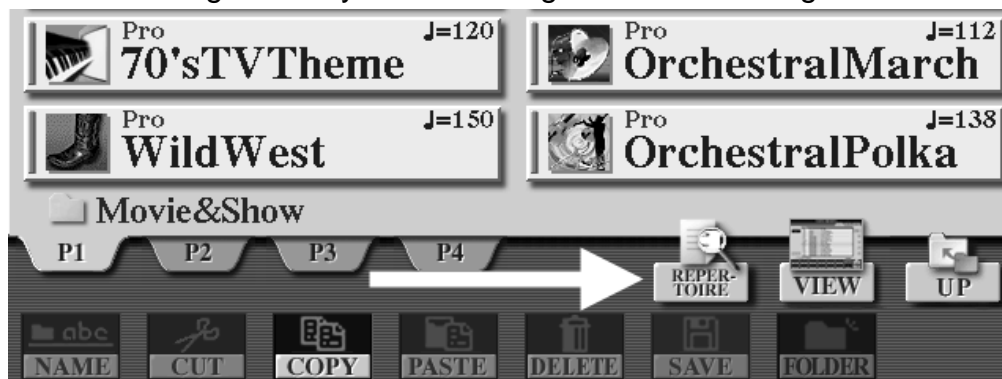 Pro ♩=120
70'sTVTheme
Pro ♩=112
OrchestralMarch
Pro ♩=150
WildWest
Pro ♩=138
OrchestralPolka
Movie&Show
P1 P2 P3 P4
REPER-
TOIRE
VIEW
UP
abc
NAME CUT COPY PASTE DELETE SAVE FOLDER